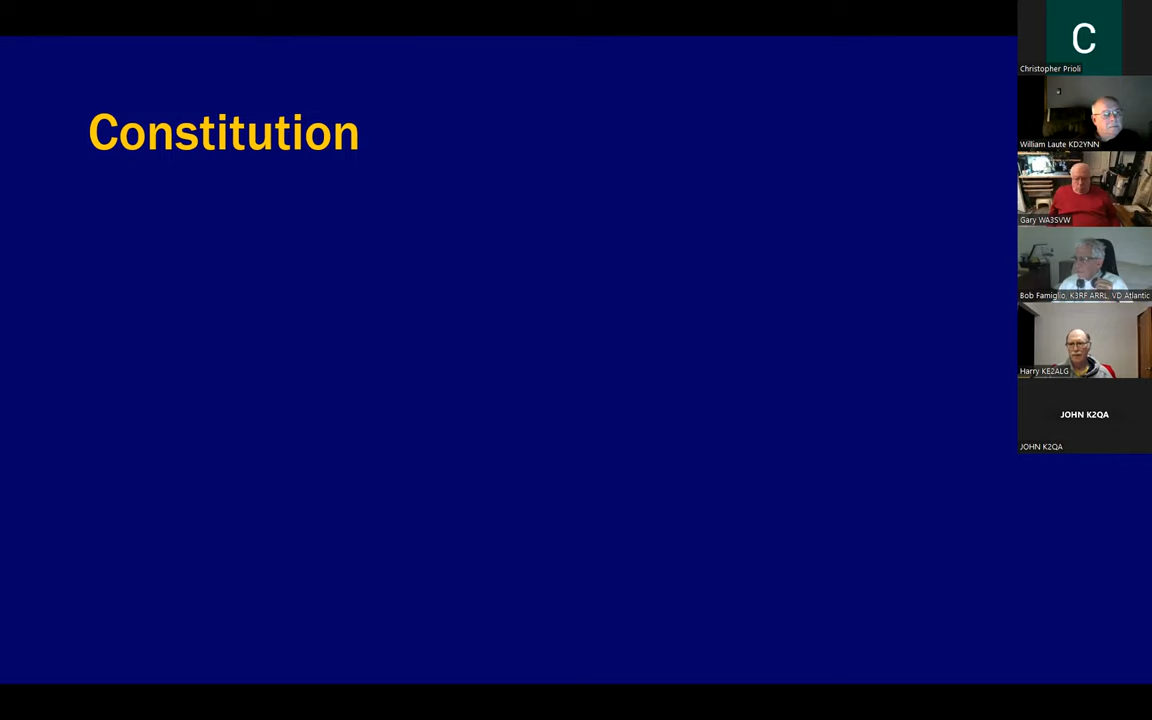 Constitution
C
Christopher Prioli
William Laute KD2YNN
Gary WA3SVW
Bob Famiglio, K3RF ARRL, VD Atlantic
Harry KE2ALG
JOHN K2QA
JOHN K2QA